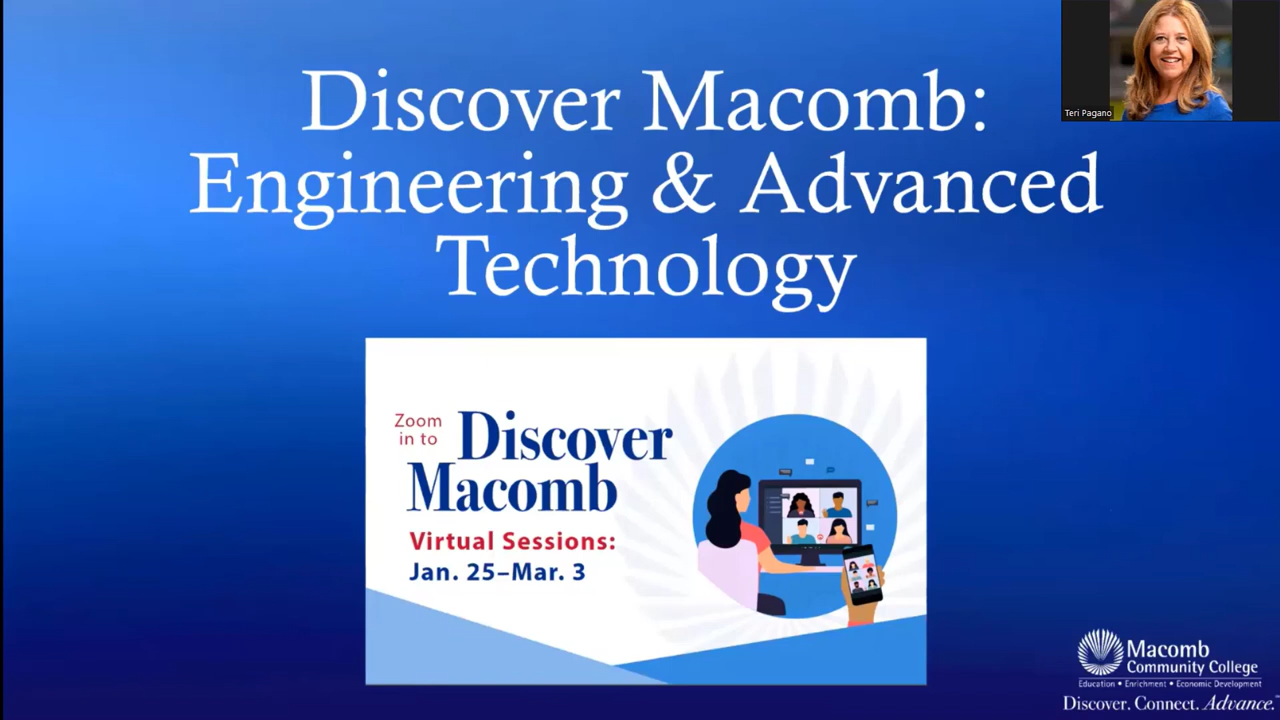 Discover Macomb:
Engineering & Advanced
Technology
Teri Pagano
Zoom
in to
Discover
Macomb
Virtual Sessions:
Jan. 25–Mar. 3
Macomb
Community College
Education • Enrichment • Economic Development
Discover. Connect. Advance.